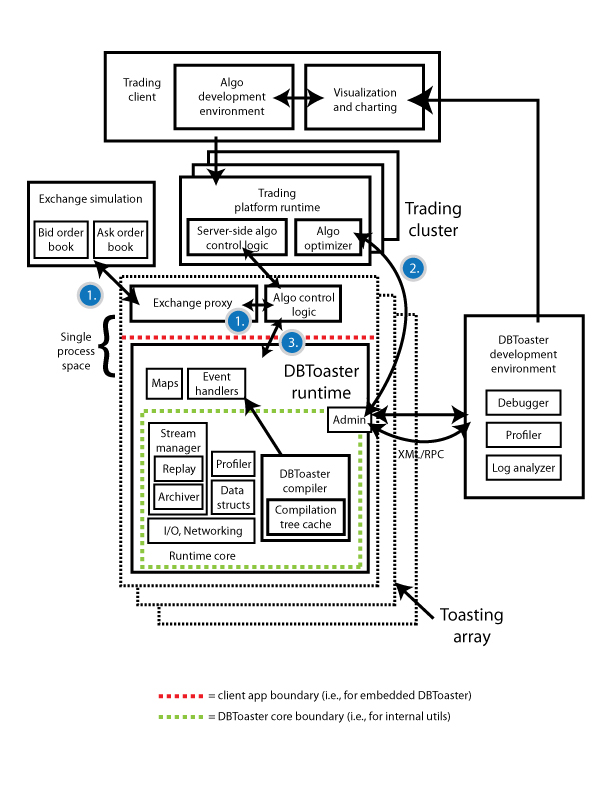 Trading
client
Algo
development
environment
Visualization
and charting
Trading
platform runtime
Server-side algo
control logic
Algo
optimizer
Trading
cluster
Exchange simulation
Bid order
book
Ask order
book
1.
2.
Exchange proxy
1.
Algo control
logic
3.
Single
process
space
DBToaster
runtime
Maps
Event
handlers
Admin
XML/RPC
DBToaster
development
environment
Debugger
Profiler
Log analyzer
Stream
manager
Replay
Archiver
Profiler
Data
structs
I/O, Networking
DBToaster
compiler
Compilation
tree cache
Runtime core
Toasting
array
= client app boundary (i.e., for embedded DBToaster)
= DBToaster core boundary (i.e., for internal utils)